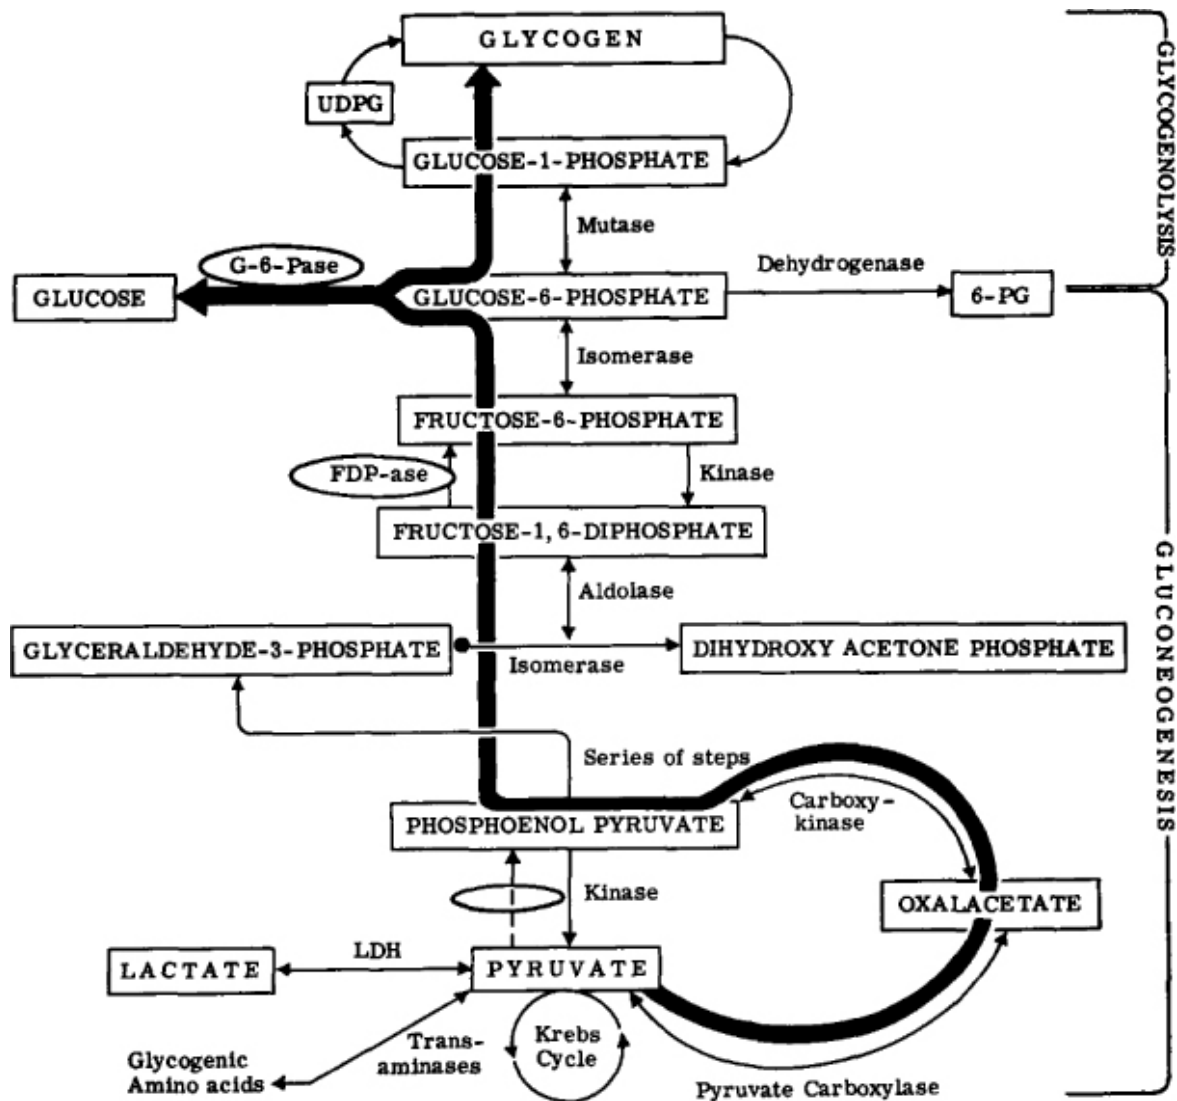 GLYCOGEN
UDPG
GLUCOSE-1-PHOSPHATE
Mutase
G-6-Pase
Dehydrogenase
GLUCOSE
GLUCOSE-6-PHOSPHATE
6-PG
Isomerase
FRUCTOSE-6-PHOSPHATE
FDP-ase
Kinase
FRUCTOSE-1,6-DIPHOSPHATE
Aldolase
GLYCERALDEHYDE-3-PHOSPHATE
Isomerase
DIHYDROXY ACETONE PHOSPHATE
Series of steps
Carboxy-
kinase
PHOSPHOENOL PYRUVATE
Kinase
OXALACETATE
LDH
LACTATE
PYRUVATE
Trans-
aminases
Krebs
Cycle
Glycogenic
Amino acids
Pyruvate Carboxylase
GLYCOGENOLYSIS
GLUCONEOGENESIS